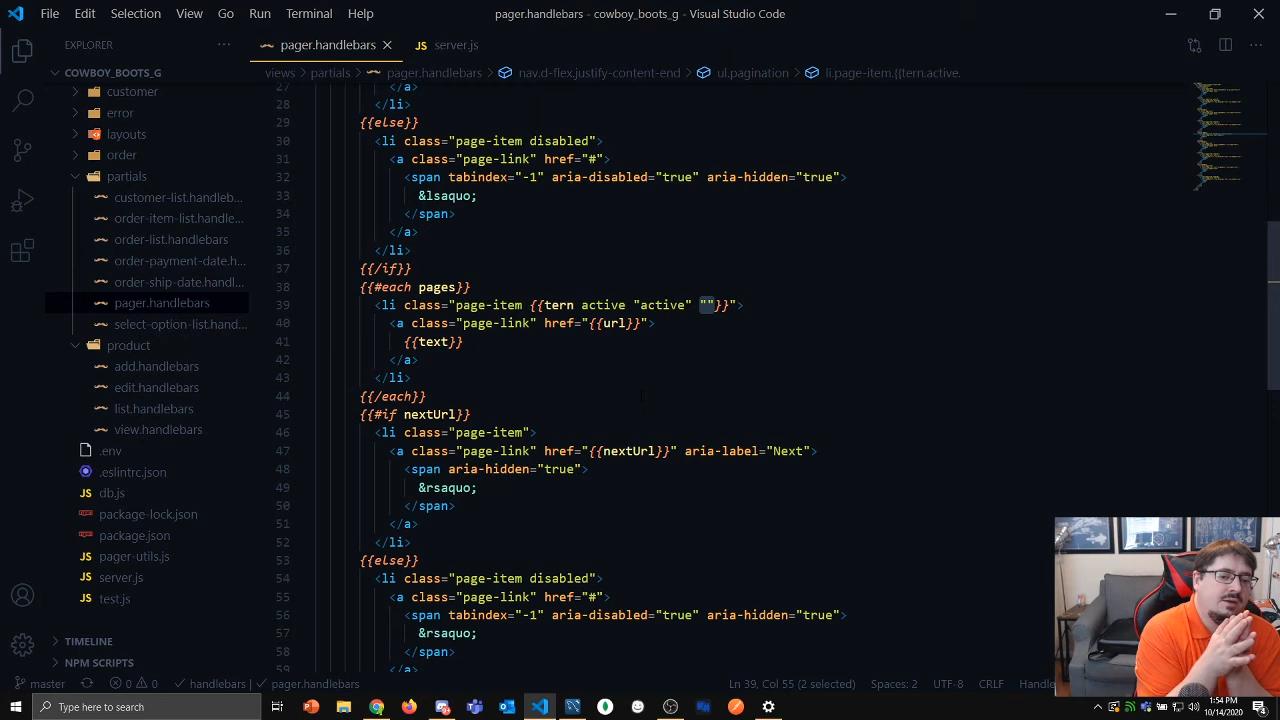 File Edit Selection View Go Run Terminal Help
pager.handlebars - cowboy_boots_g - Visual Studio Code
EXPLORER
pager.handlebars
JS server.js
COWBOY_BOOTS_G
views > partials > pager.handlebars > nav.d-flex.justify-content-end > ul.pagination > li.page-item.{{tern.active.
customer
error
layouts
order
partials
customer-list.handleb...
order-item-list.handle...
order-list.handlebars
order-payment-date.h...
order-ship-date.handl...
pager.handlebars
select-option-list.hand...
product
add.handlebars
edit.handlebars
list.handlebars
view.handlebars
.env
.eslintrc.json
JS db.js
package-lock.json
package.json
JS pager-utils.js
JS server.js
JS test.js
TIMELINE
NPM SCRIPTS
27 </a>
28 </li>
29 {{else}}
30 <li class="page-item disabled">
31 <a class="page-link" href="#">
32 <span tabindex="-1" aria-disabled="true" aria-hidden="true">
33 &lsaquo;
34 </span>
35 </a>
36 </li>
37 {{/if}}
38 {{#each pages}}
39 <li class="page-item {{tern active "active" ""}}">
40 <a class="page-link" href="{{url}}">
41 {{text}}
42 </a>
43 </li>
44 {{/each}}
45 {{#if nextUrl}}
46 <li class="page-item">
47 <a class="page-link" href="{{nextUrl}}" aria-label="Next">
48 <span aria-hidden="true">
49 &rsaquo;
50 </span>
51 </a>
52 </li>
53 {{else}}
54 <li class="page-item disabled">
55 <a class="page-link" href="#">
56 <span tabindex="-1" aria-disabled="true" aria-hidden="true">
57 &rsaquo;
58 </span>
59 </a>
master 0 0 handlebars pager.handlebars
Ln 39, Col 55 (2 selected) Spaces: 2 UTF-8 CRLF Handle
Type here to search
1:54 PM
10/14/2020